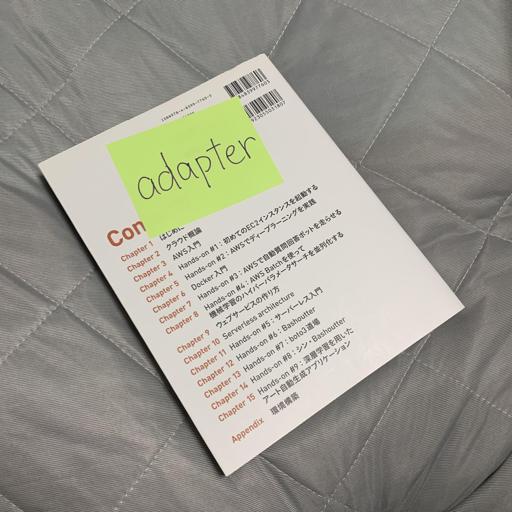 ISBN978-4-8399-7760-5
9784839977605
1923055031807
adapter
Con
Chapter 1 はじめに
Chapter 2 クラウド概論
Chapter 3 AWS入門
Chapter 4 Hands-on #1：初めてのEC2インスタンスを起動する
Chapter 5 Hands-on #2：AWSでディープラーニングを実践
Chapter 6 Docker入門
Chapter 7 Hands-on #3：AWSで自動質問回答ボットを走らせる
Chapter 8 Hands-on #4：AWS Batchを使って
機械学習のハイパーパラメータサーチを並列化する
Chapter 9 ウェブサービスの作り方
Chapter 10 Serverless architecture
Chapter 11 Hands-on #5：サーバーレス入門
Chapter 12 Hands-on #6：Bashoutter
Chapter 13 Hands-on #7：boto3道場
Chapter 14 Hands-on #8：シン・Bashoutter
Chapter 15 Hands-on #9：深層学習を用いた
アート自動生成アプリケーション
Appendix 環境構築